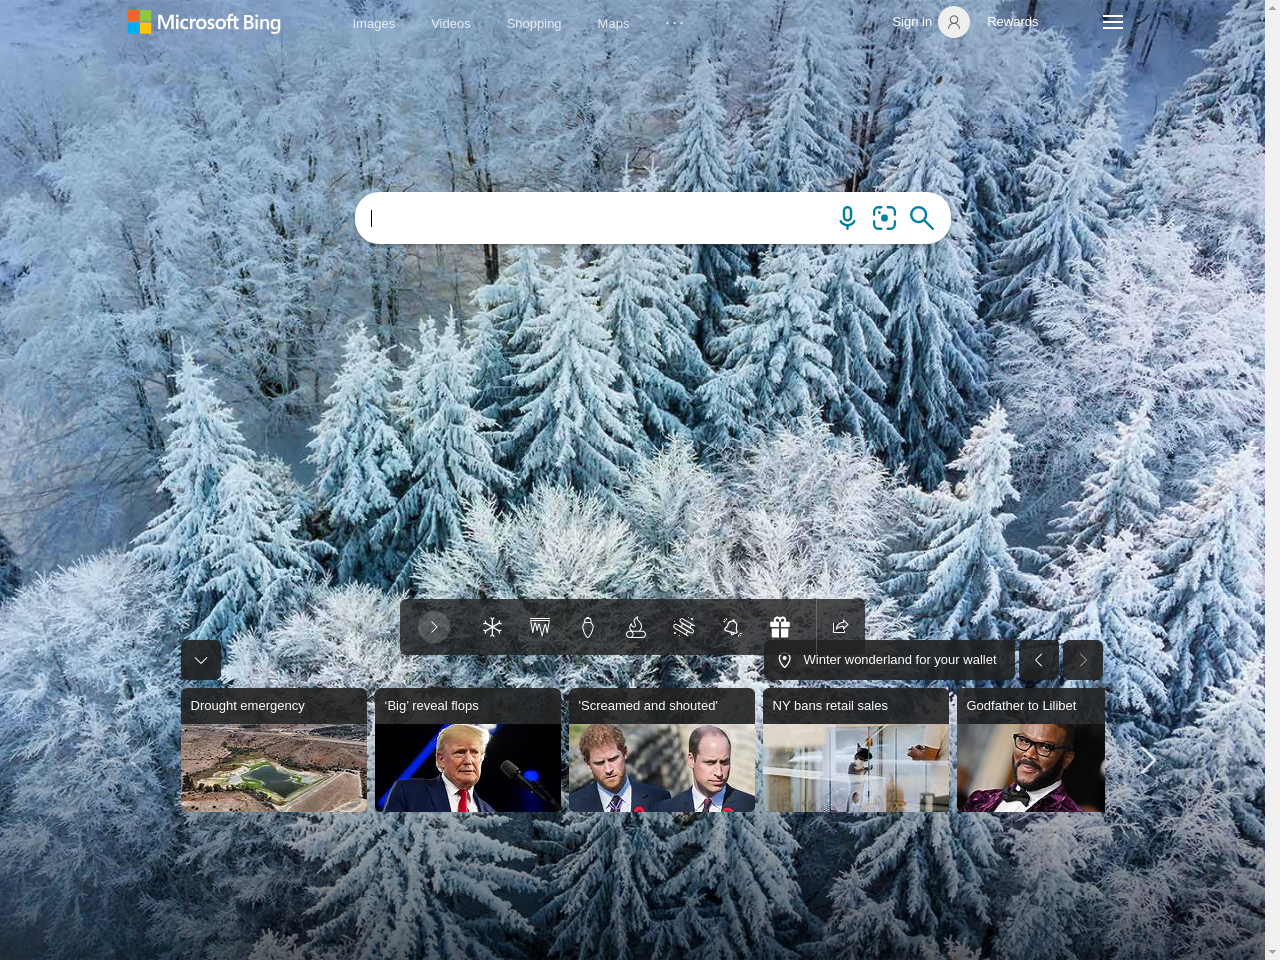 Microsoft Bing
Images
Videos
Shopping
Maps
Sign in
Rewards
Winter wonderland for your wallet
Drought emergency
‘Big’ reveal flops
'Screamed and shouted'
NY bans retail sales
Godfather to Lilibet